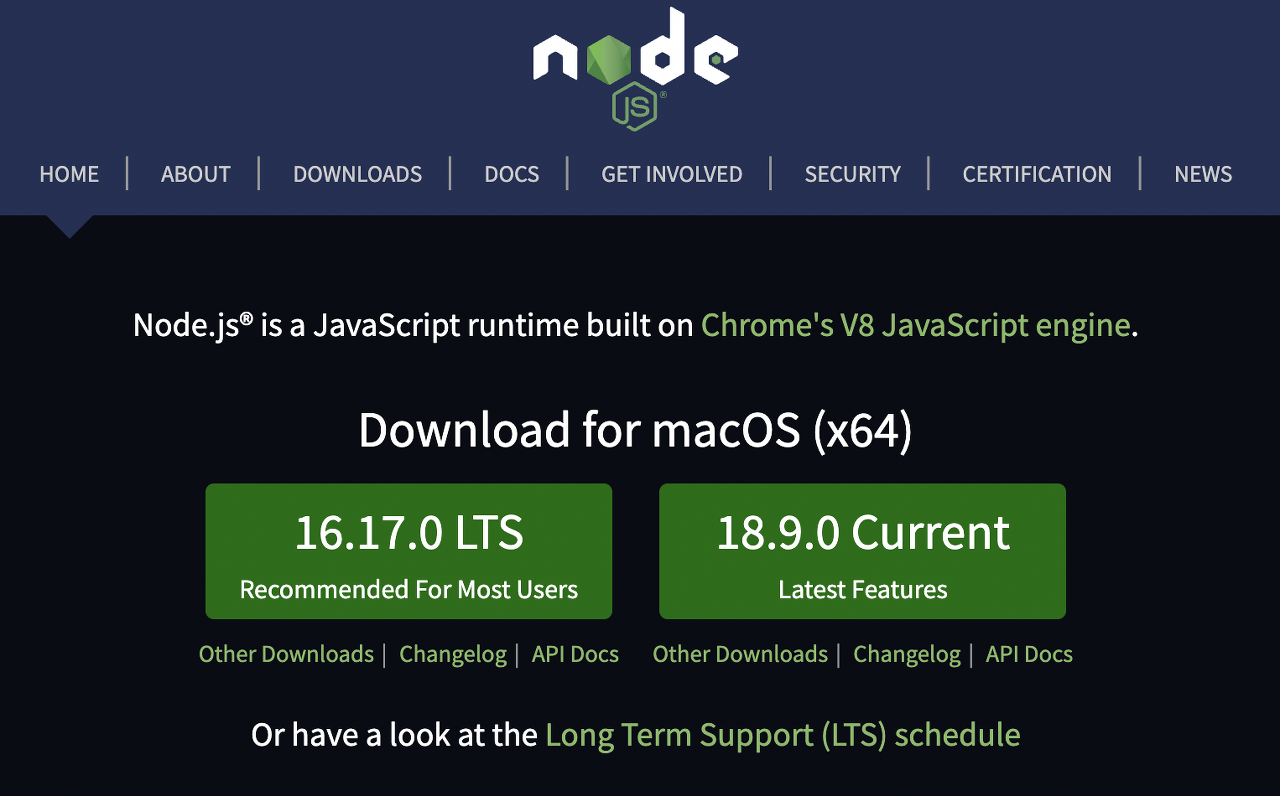 node
JS®
HOME | ABOUT | DOWNLOADS | DOCS | GET INVOLVED | SECURITY | CERTIFICATION | NEWS
Node.js® is a JavaScript runtime built on Chrome's V8 JavaScript engine.
Download for macOS (x64)
16.17.0 LTS
Recommended For Most Users
18.9.0 Current
Latest Features
Other Downloads | Changelog | API Docs
Other Downloads | Changelog | API Docs
Or have a look at the Long Term Support (LTS) schedule